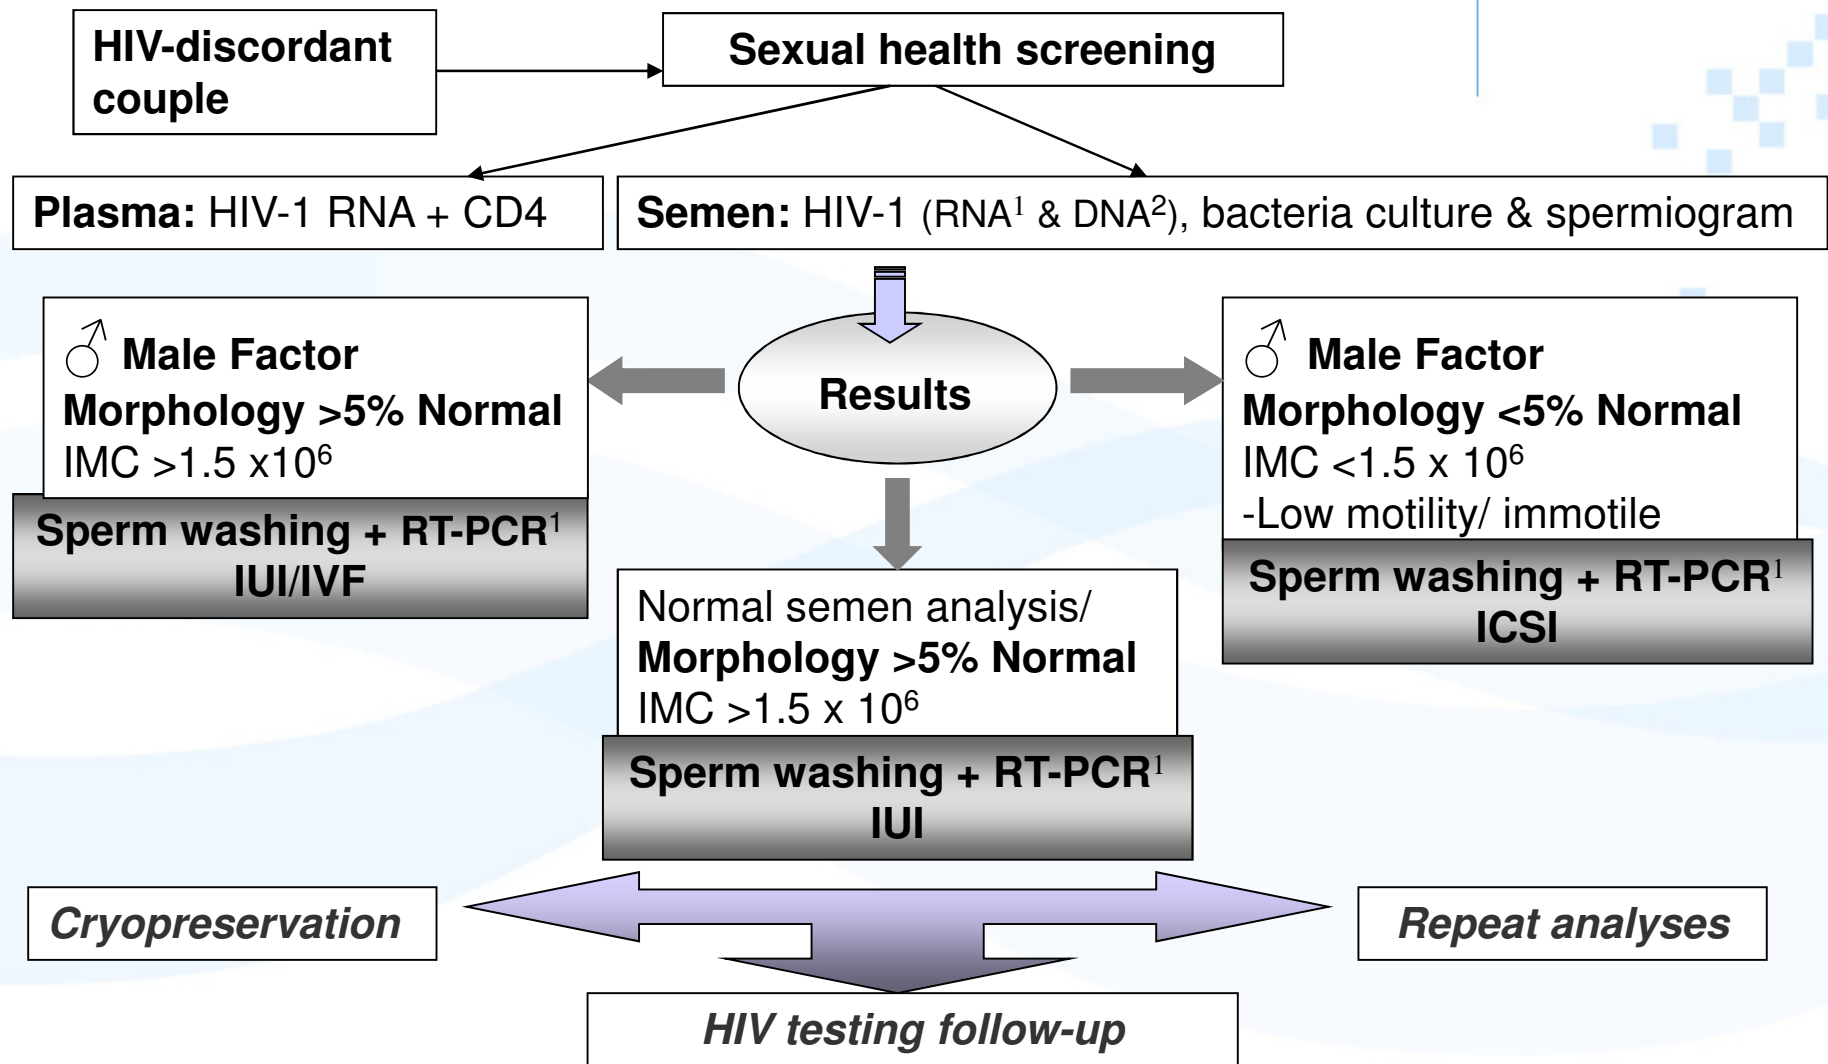 HIV-discordant
couple
Sexual health screening
Plasma: HIV-1 RNA + CD4
Semen: HIV-1 (RNA¹ & DNA²), bacteria culture & spermiogram
♂ Male Factor
Morphology >5% Normal
IMC >1.5 x10⁶
Sperm washing + RT-PCR¹
IUI/IVF
Results
♂ Male Factor
Morphology <5% Normal
IMC <1.5 x 10⁶
-Low motility/ immotile
Sperm washing + RT-PCR¹
ICSI
Normal semen analysis/
Morphology >5% Normal
IMC >1.5 x 10⁶
Sperm washing + RT-PCR¹
IUI
Cryopreservation
Repeat analyses
HIV testing follow-up